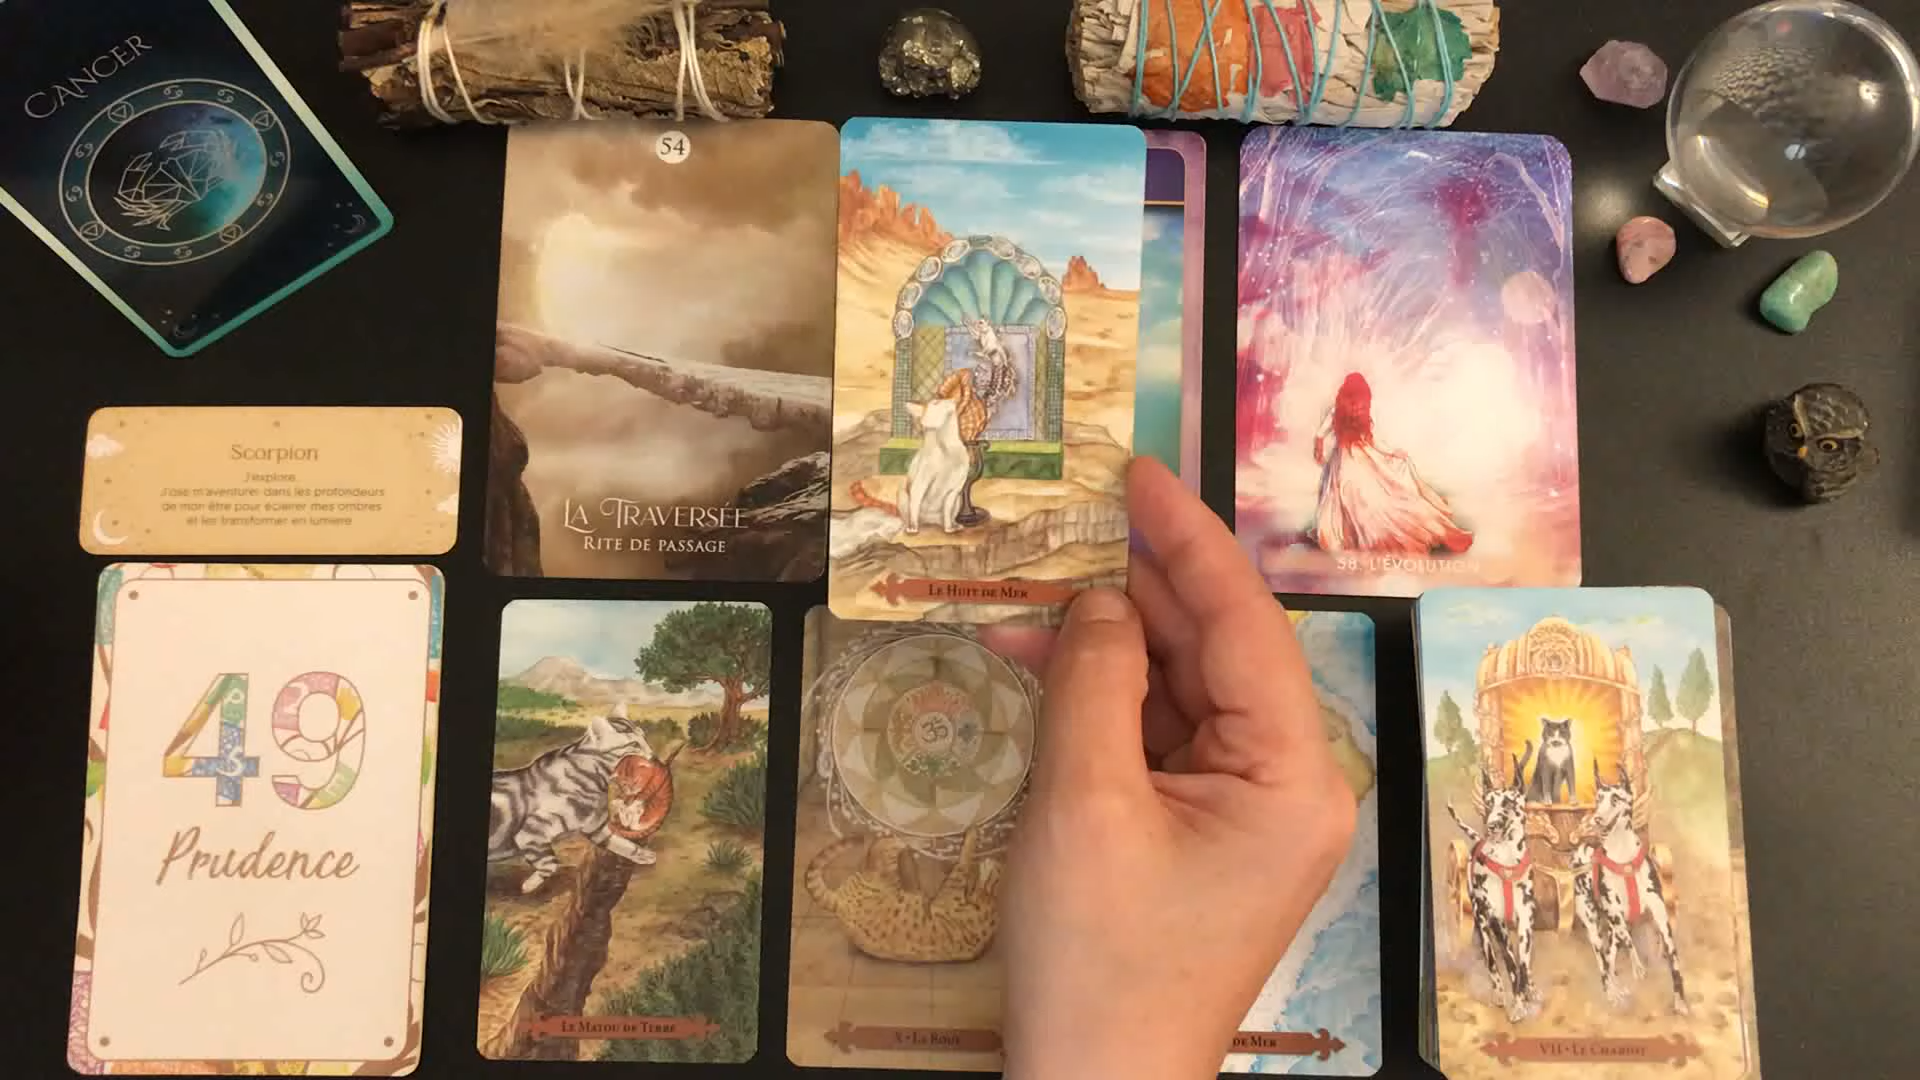 CANCER
54
LA TRAVERSÉE
RITE DE PASSAGE
LE HUIT DE MER
58. L'ÉVOLUTION
Scorpion
J'explore.
J'ose m'aventurer dans les profondeurs
de mon être pour éclairer mes ombres
et les transformer en lumière
49
Prudence
LE MATOU DE TERRE
X • LA ROUE
DE MER
VII • LE CHARIOT